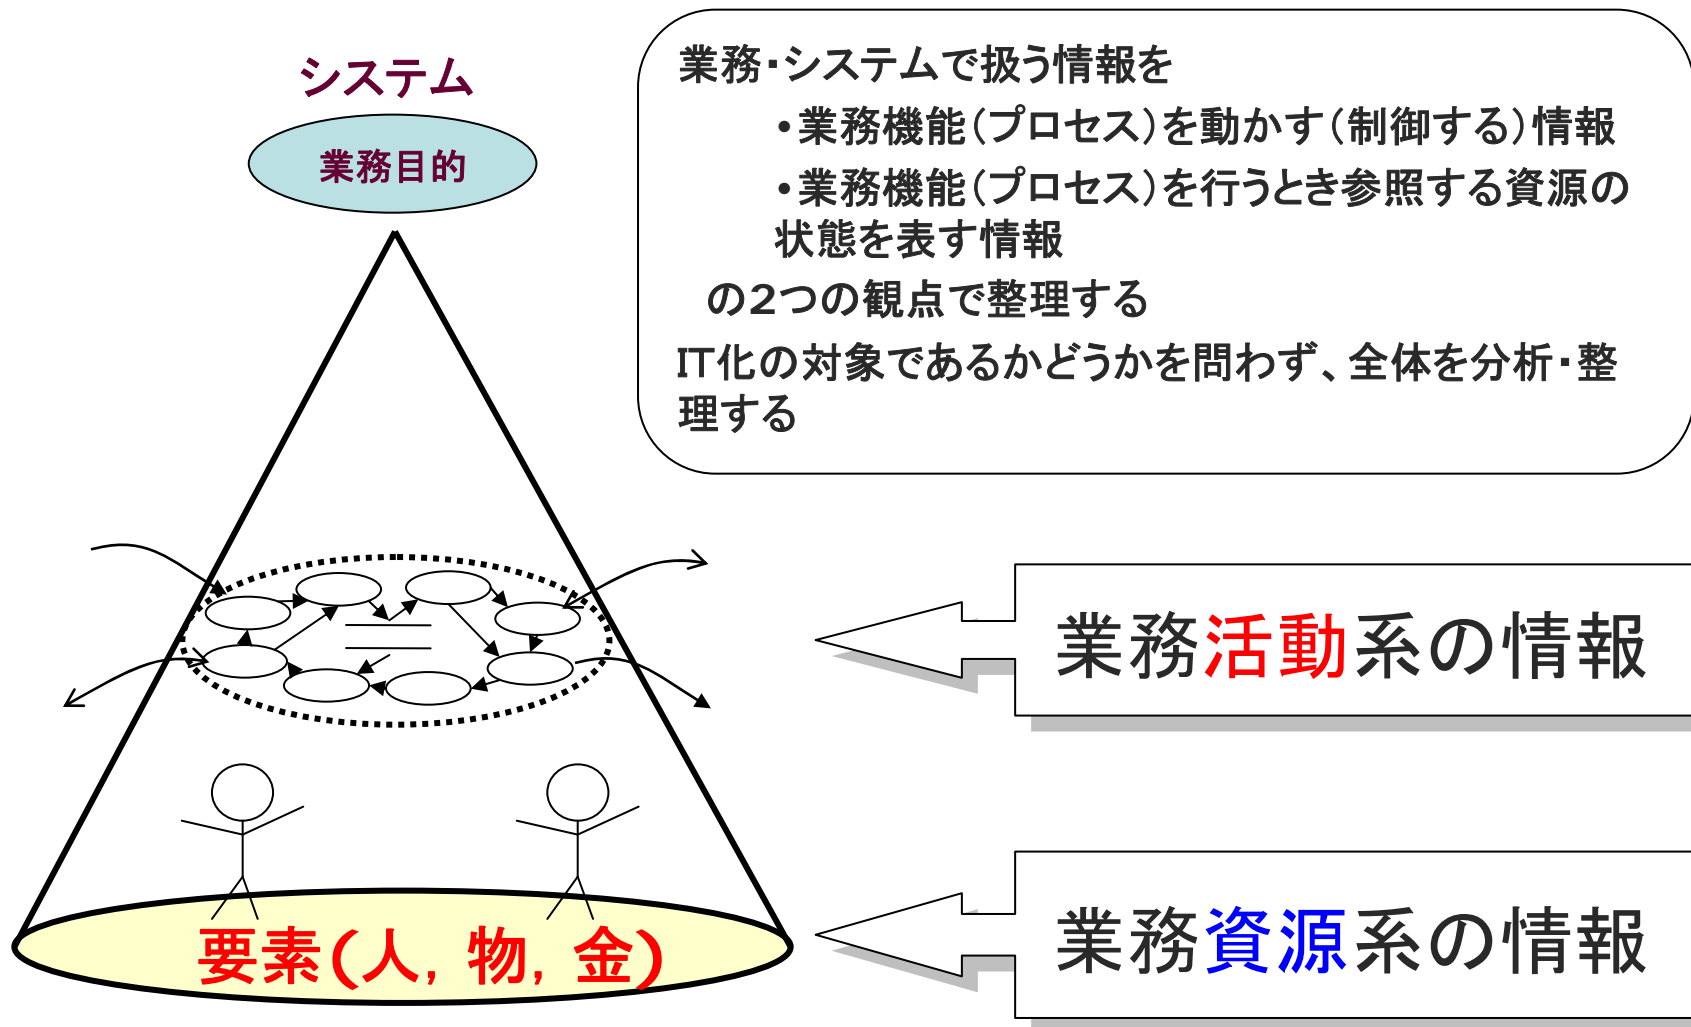 システム
業務目的
業務・システムで扱う情報を
・業務機能（プロセス）を動かす（制御する）情報
・業務機能（プロセス）を行うとき参照する資源の
状態を表す情報
の２つの観点で整理する
IT化の対象であるかどうかを問わず、全体を分析・整
理する
業務活動系の情報
業務資源系の情報
要素（人，物，金）